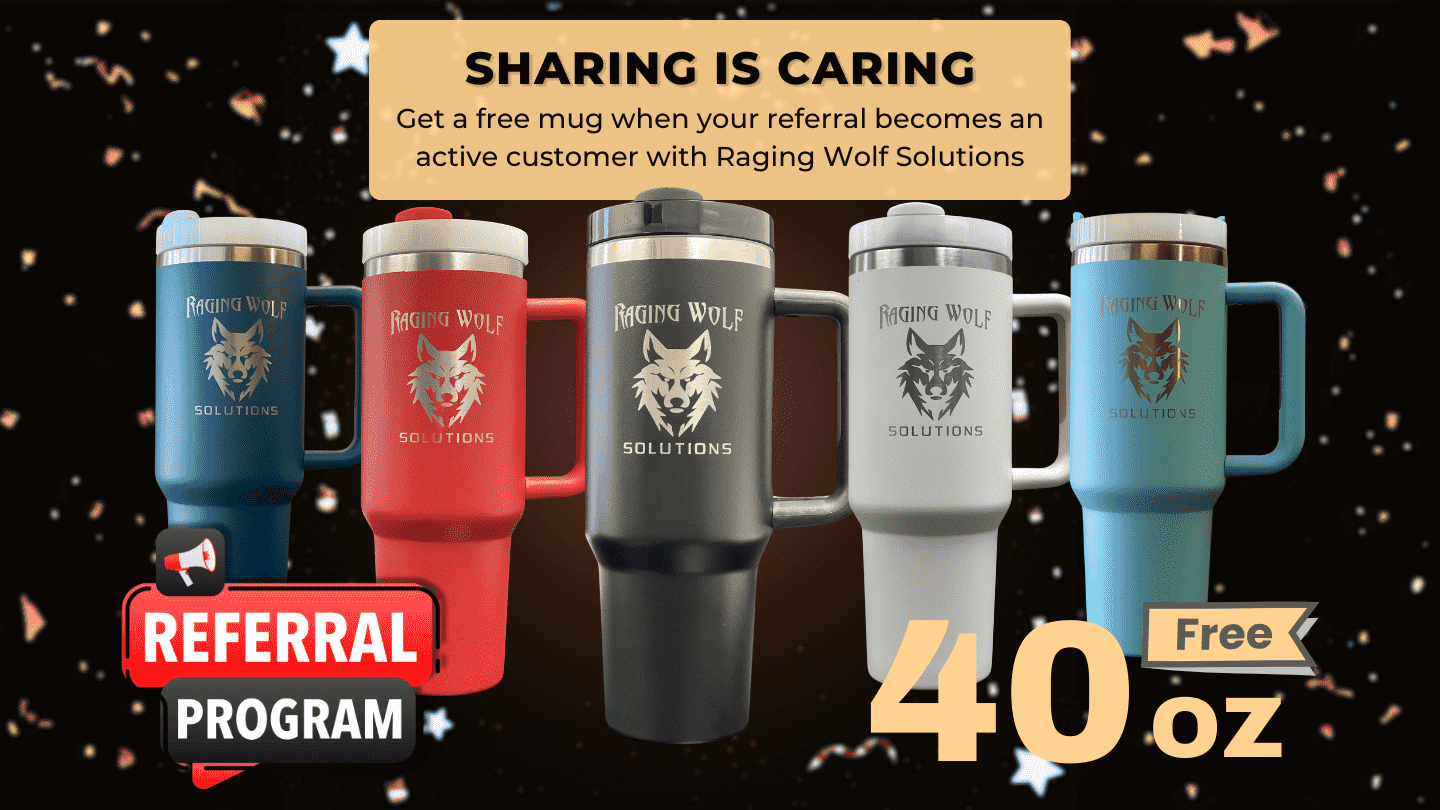 SHARING IS CARING
Get a free mug when your referral becomes an
active customer with Raging Wolf Solutions
RAGING WOLF
SOLUTIONS
RAGING WOLF
SOLUTIONS
RAGING WOLF
SOLUTIONS
RAGING WOLF
SOLUTIONS
RAGING WOLF
SOLUTIONS
REFERRAL
PROGRAM
Free
40 oz